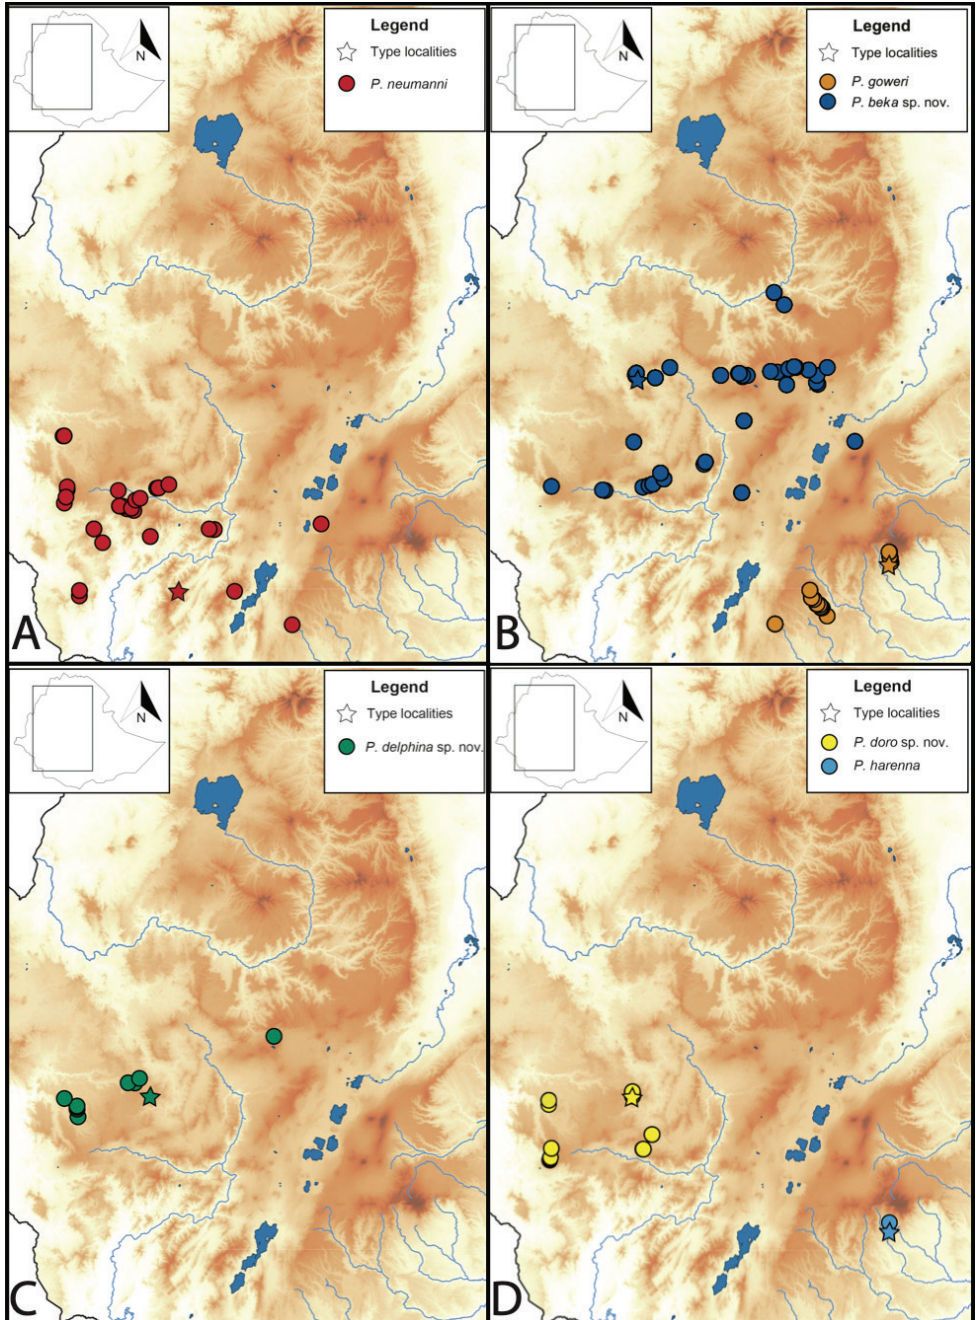 N
Legend
Type localities
P. neumanni
A
N
Legend
Type localities
P. goweri
P. beka sp. nov.
B
N
Legend
Type localities
P. delphina sp. nov.
C
N
Legend
Type localities
P. doro sp. nov.
P. harenna
D